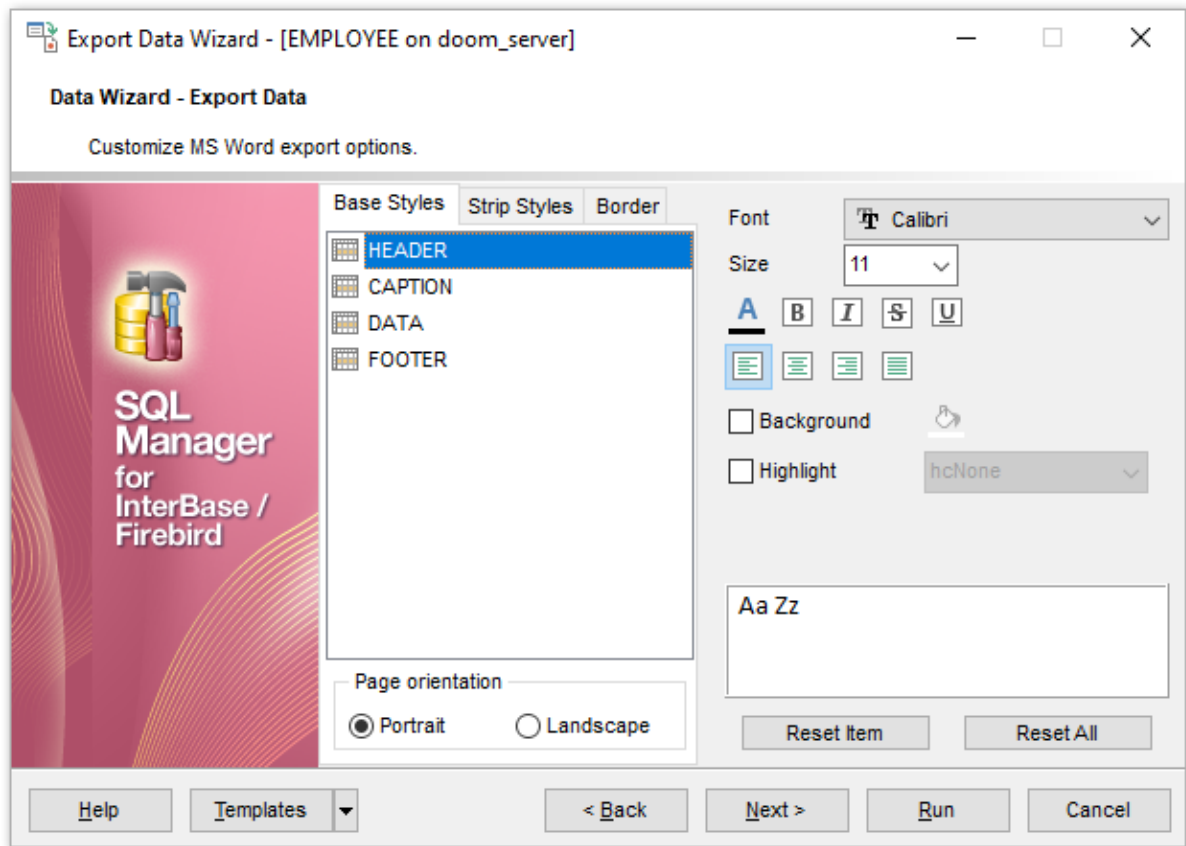 Export Data Wizard - [EMPLOYEE on doom_server]
Data Wizard - Export Data
Customize MS Word export options.
SQL
Manager
for
InterBase /
Firebird
Base Styles Strip Styles Border
HEADER
CAPTION
DATA
FOOTER
Page orientation
Portrait Landscape
Font Calibri
Size 11
A B I S U
Background
Highlight hcNone
Aa Zz
Reset Item Reset All
Help Templates < Back Next > Run Cancel